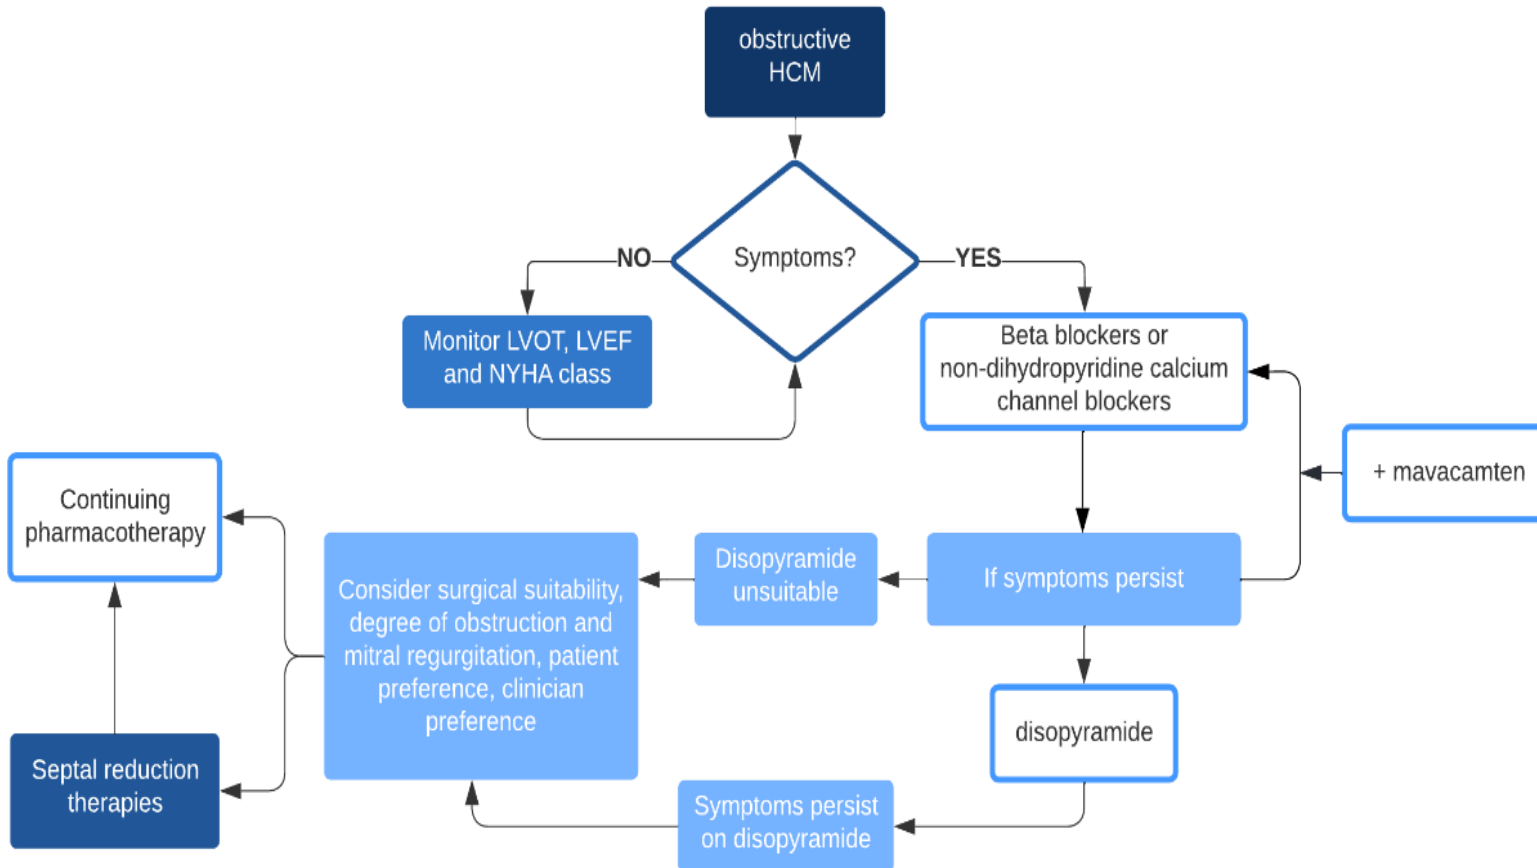 obstructive
HCM
Symptoms?
NO
YES
Monitor LVOT, LVEF
and NYHA class
Beta blockers or
non-dihydropyridine calcium
channel blockers
+ mavacamten
Continuing
pharmacotherapy
Consider surgical suitability,
degree of obstruction and
mitral regurgitation, patient
preference, clinician
preference
Disopyramide
unsuitable
If symptoms persist
disopyramide
Septal reduction
therapies
Symptoms persist
on disopyramide